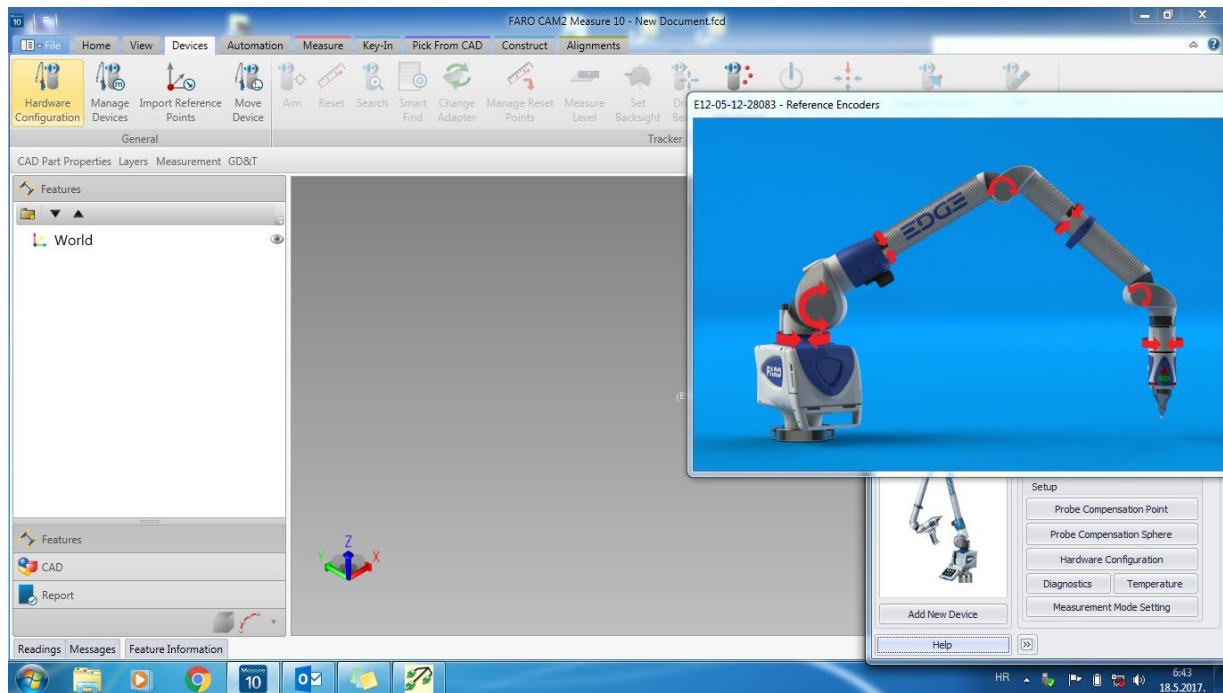 10
FARO CAM2 Measure 10 - New Document.fcd
File Home View Devices Automation Measure Key-In Pick From CAD Construct Alignments
Hardware Configuration
Manage Devices
Import Reference Points
Move Device
Aim
Reset
Search
Smart Find
Change Adapter
Manage Reset Points
Measure Level
Set Backsight
General
Tracker
E12-05-12-28083 - Reference Encoders
CAD Part Properties Layers Measurement GD&T
Features
World
EDGE
FARO
Z
Y
X
Features
CAD
Report
Setup
Probe Compensation Point
Probe Compensation Sphere
Hardware Configuration
Diagnostics Temperature
Measurement Mode Setting
Add New Device
Help
Readings Messages Feature Information
Measure
10
HR
6:43
18.5.2017.